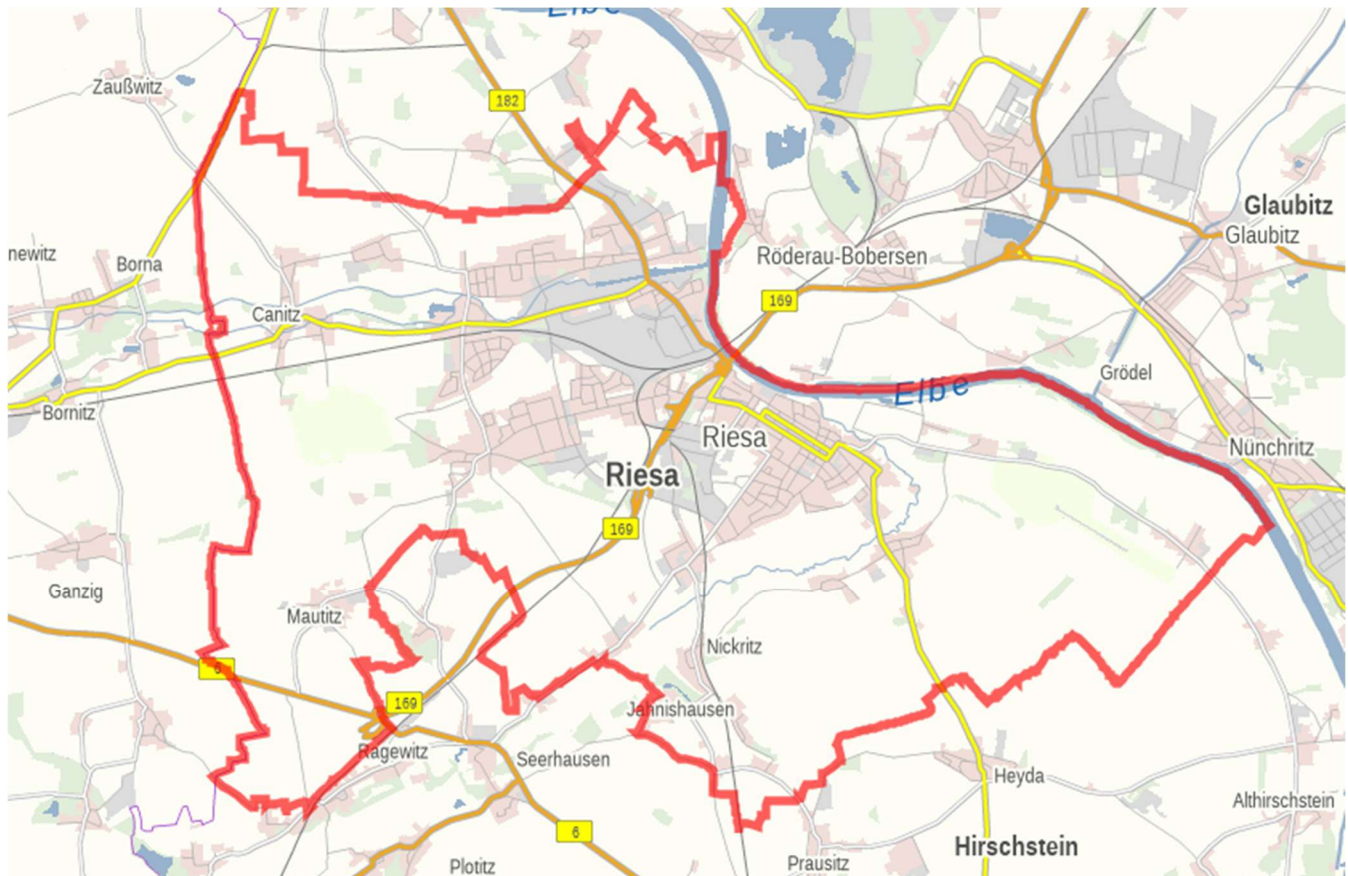 Elbe
Zaußwitz
182
Glaubitz
Glaubitz
newitz
Borna
Röderau-Bobersen
169
Canitz
Grödel
Elbe
Bornitz
Riesa
Nünchritz
Riesa
169
Ganzig
Mautitz
Nickritz
6
169
Jahnishausen
Ragewitz
Seerhausen
Heyda
Althirschstein
6
Hirschstein
Plotitz
Prausitz